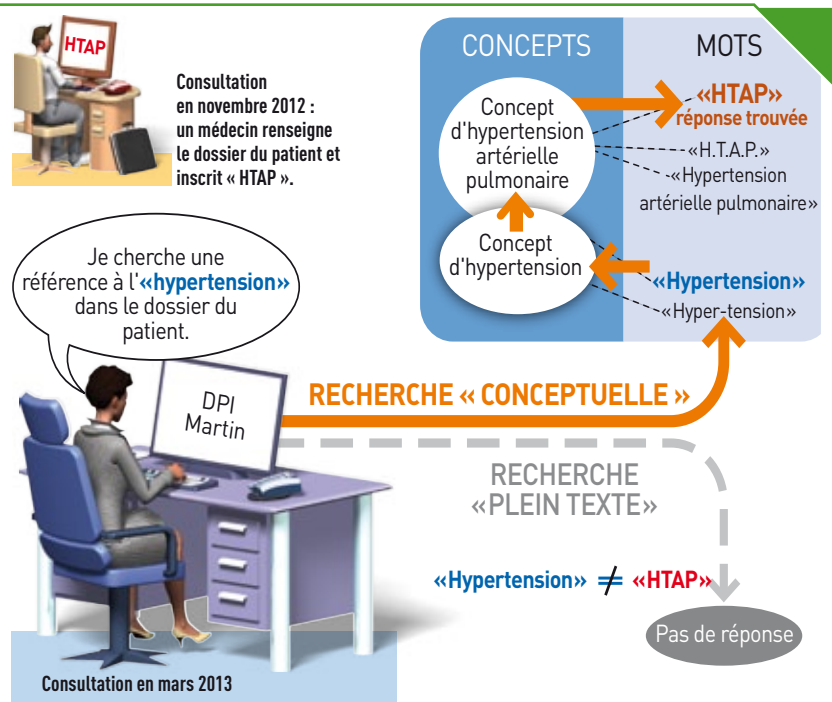 HTAP
Consultation
en novembre 2012 :
un médecin renseigne
le dossier du patient et
inscrit « HTAP ».
CONCEPTS
MOTS
Concept
d'hypertension
artérielle
pulmonaire
«HTAP»
réponse trouvée
«H.T.A.P.»
«Hypertension
artérielle pulmonaire»
Concept
d'hypertension
«Hypertension»
«Hyper-tension»
Je cherche une
référence à l'«hypertension»
dans le dossier du
patient.
DPI
Martin
RECHERCHE « CONCEPTUELLE »
RECHERCHE
«PLEIN TEXTE»
«Hypertension» ≠ «HTAP»
Pas de réponse
Consultation en mars 2013